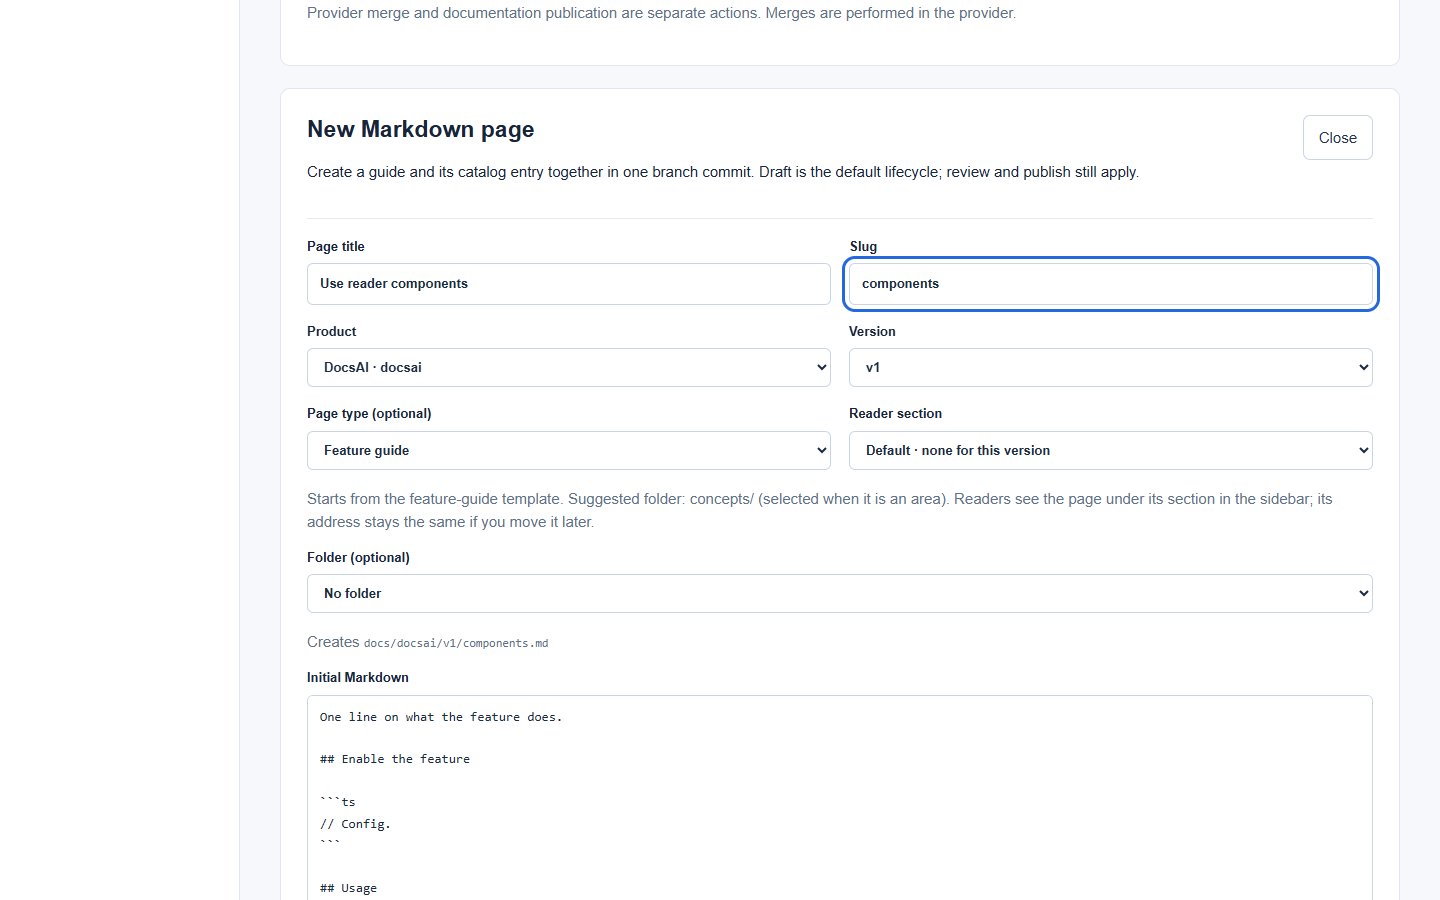 Provider merge and documentation publication are separate actions. Merges are performed in the provider.
New Markdown page
Close
Create a guide and its catalog entry together in one branch commit. Draft is the default lifecycle; review and publish still apply.
Page title
Slug
Use reader components
components
Product
Version
DocsAI · docsai
v1
Page type (optional)
Reader section
Feature guide
Default · none for this version
Starts from the feature-guide template. Suggested folder: concepts/ (selected when it is an area). Readers see the page under its section in the sidebar; its
address stays the same if you move it later.
Folder (optional)
No folder
Creates docs/docsai/v1/components.md
Initial Markdown
One line on what the feature does.
## Enable the feature
```ts
// Config.
```
## Usage